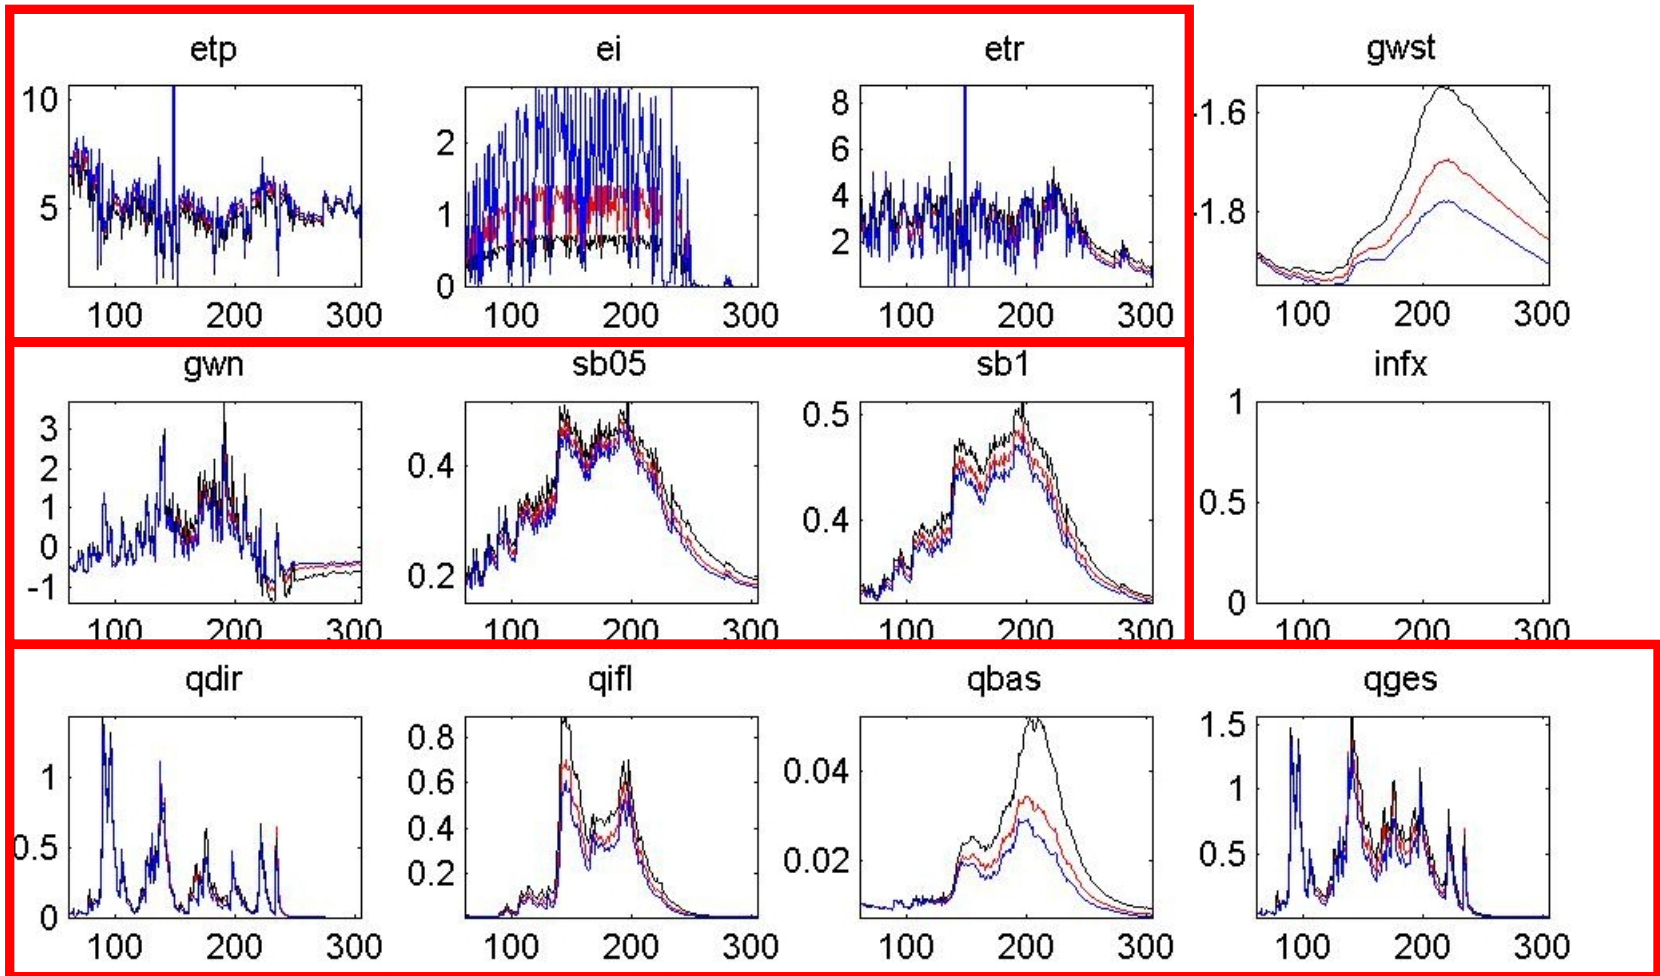 etp ei etr gwst
10 5 100 200 300
2 1 0 100 200 300
8 6 4 2 100 200 300
-1.6 -1.8 100 200 300
gwn sb05 sb1 infx
3 2 1 0 -1 100 200 300
0.4 0.2 100 200 300
0.5 0.4 100 200 300
1 0.5 0 100 200 300
qdir qifl qbas qges
1 0.5 0 100 200 300
0.8 0.6 0.4 0.2 100 200 300
0.04 0.02 100 200 300
1.5 1 0.5 100 200 300